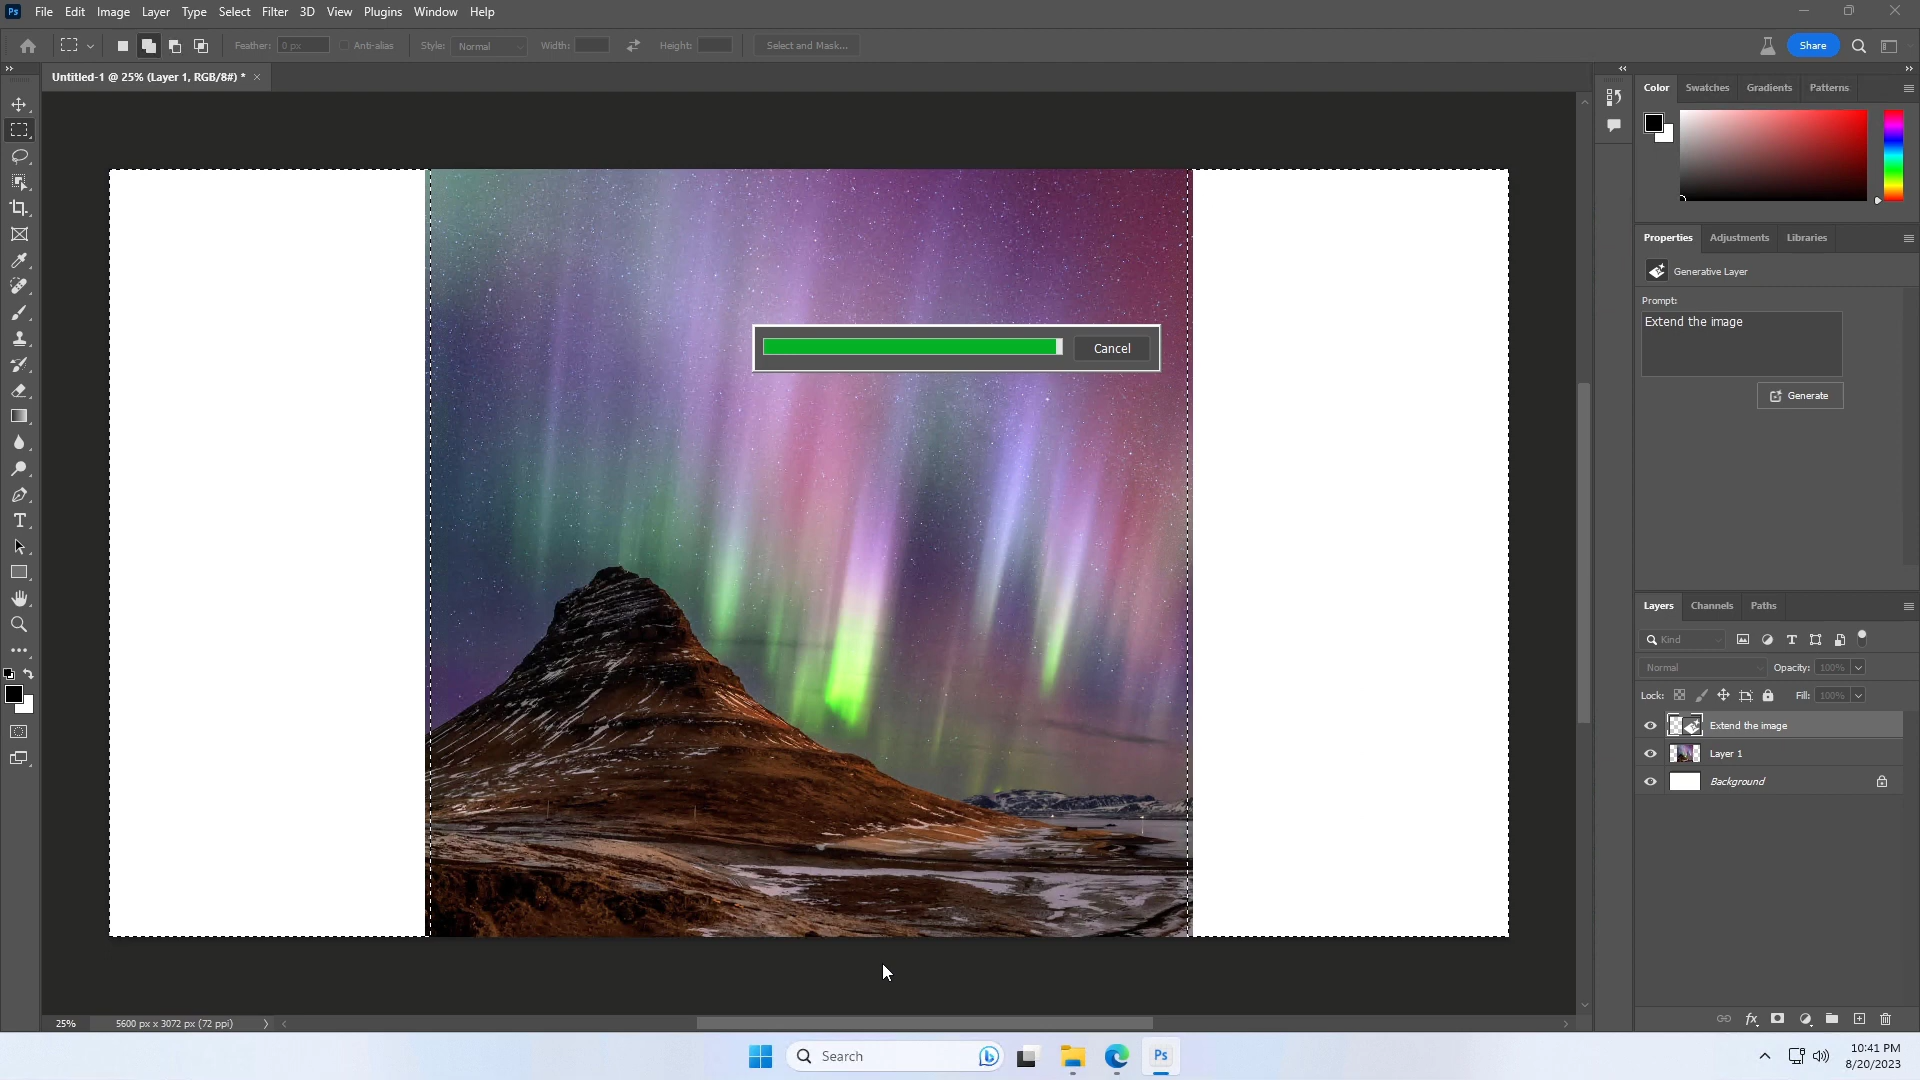 Ps File Edit Image Layer Type Select Filter 3D View Plugins Window Help
Feather: 0 px Anti-alias Style: Normal Width: Height: Select and Mask... Share
Untitled-1 @ 25% (Layer 1, RGB/8#) *
Color Swatches Gradients Patterns
Properties Adjustments Libraries
Generative Layer
Prompt:
Extend the image
Generate
Cancel
Layers Channels Paths
Kind
Normal Opacity: 100%
Lock: Fill: 100%
Extend the image
Layer 1
Background
25% 5600 px x 3072 px (72 ppi)
Search
Ps
10:41 PM
8/20/2023